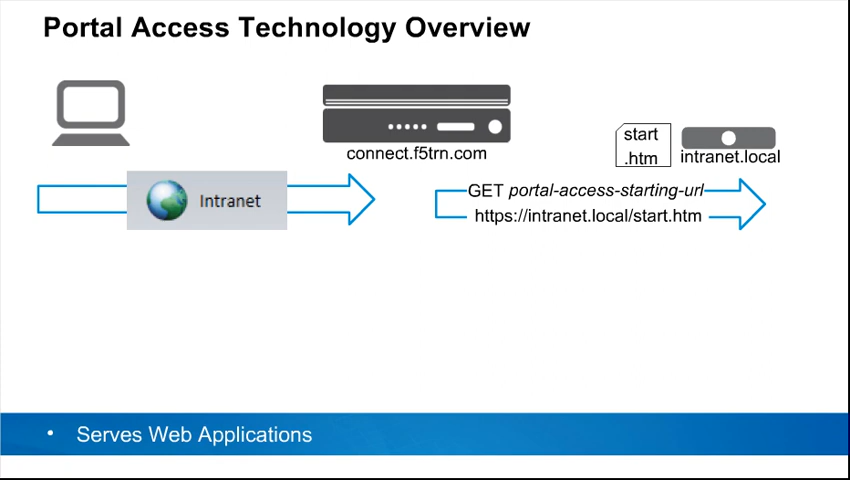 Portal Access Technology Overview
start
.htm
connect.f5trn.com
intranet.local
Intranet
GET portal-access-starting-url
https://intranet.local/start.htm
• Serves Web Applications